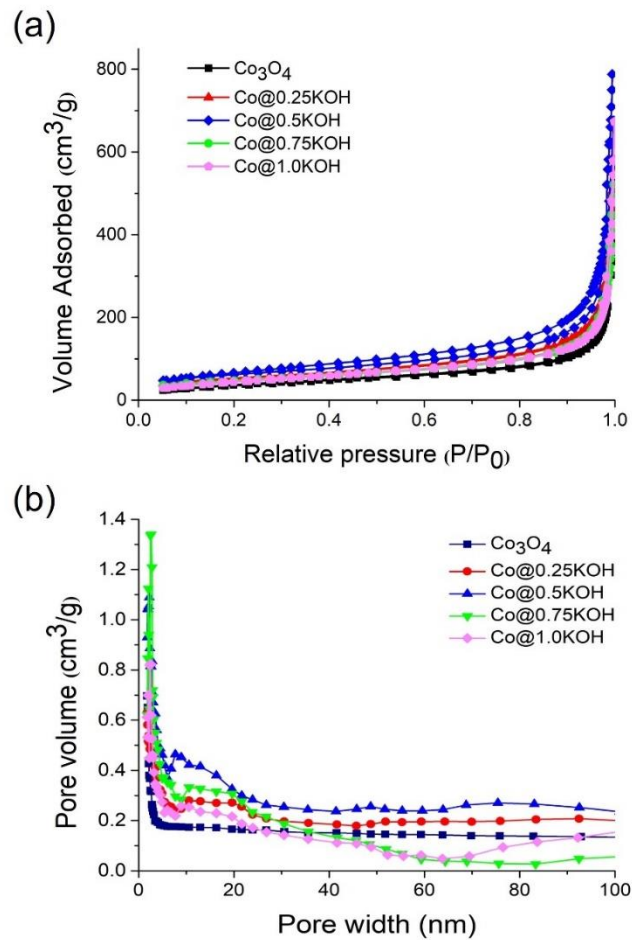 (a)
Co3O4
Co@0.25KOH
Co@0.5KOH
Co@0.75KOH
Co@1.0KOH
Volume Adsorbed (cm3/g)
800
600
400
200
0
0.0 0.2 0.4 0.6 0.8 1.0
Relative pressure (P/P0)
(b)
Co3O4
Co@0.25KOH
Co@0.5KOH
Co@0.75KOH
Co@1.0KOH
Pore volume (cm3/g)
1.4
1.2
1.0
0.8
0.6
0.4
0.2
0.0
0 20 40 60 80 100
Pore width (nm)